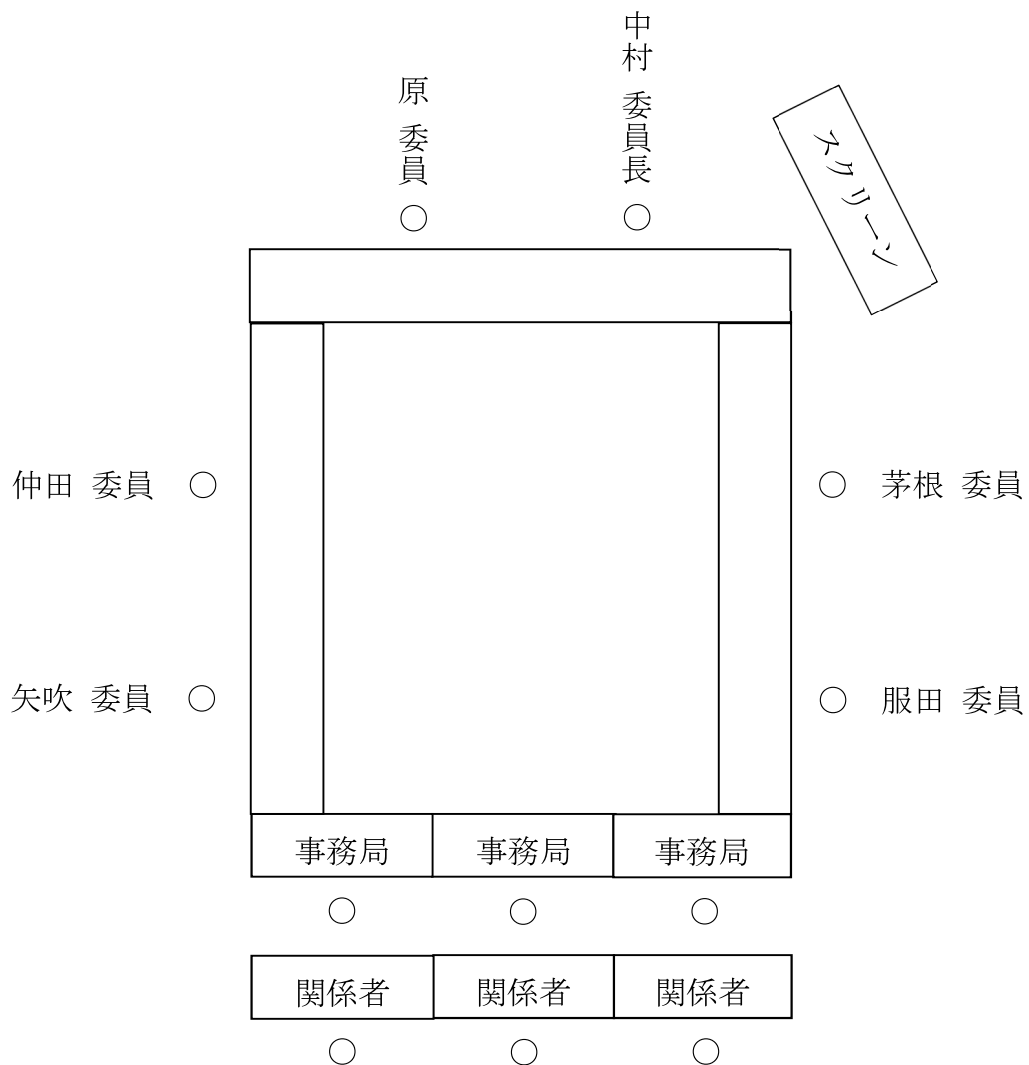 中村 委員長
原 委員
スクリーン
仲田 委員
茅根 委員
矢吹 委員
服田 委員
事務局 事務局 事務局
関係者 関係者 関係者